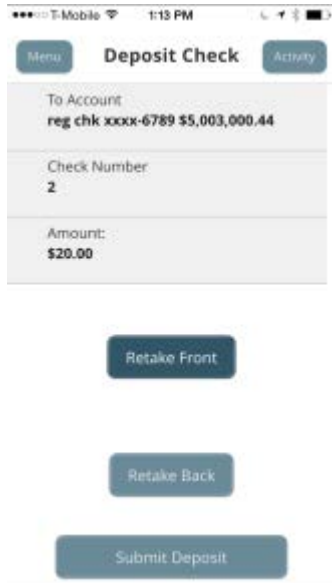 T-Mobile 1:13 PM
Menu Deposit Check Activity
To Account
reg chk xxxx-6789 $5,003,000.44
Check Number
2
Amount:
$20.00
Retake Front
Retake Back
Submit Deposit